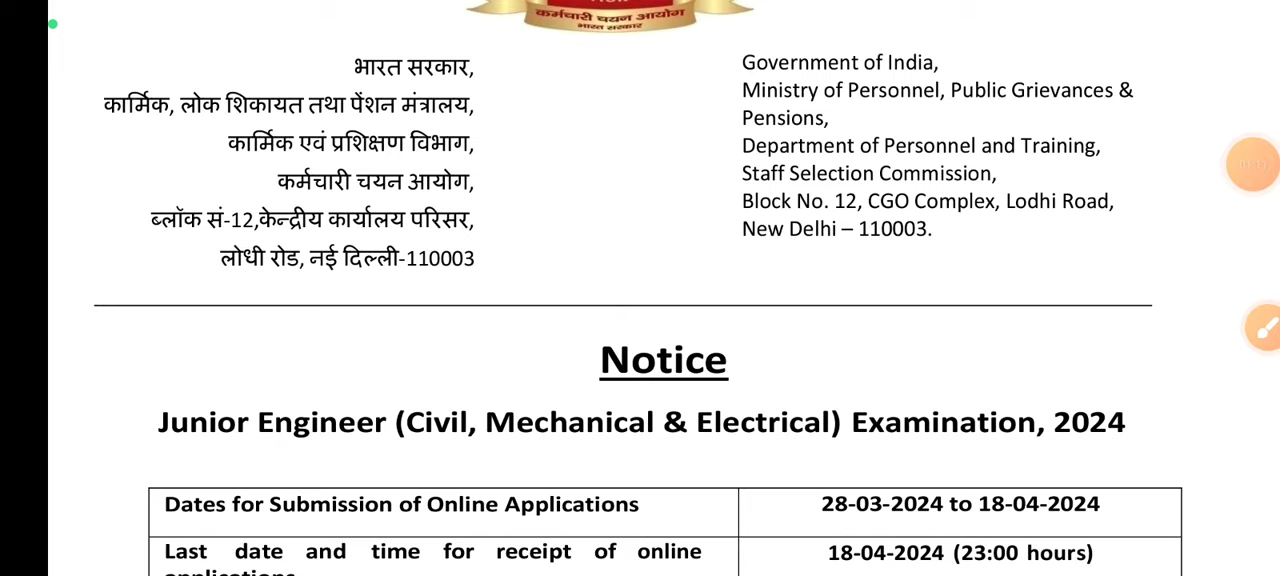 कर्मचारी चयन आयोग
भारत सरकार
भारत सरकार,
कार्मिक, लोक शिकायत तथा पेंशन मंत्रालय,
कार्मिक एवं प्रशिक्षण विभाग,
कर्मचारी चयन आयोग,
ब्लॉक सं-12,केन्द्रीय कार्यालय परिसर,
लोधी रोड, नई दिल्ली-110003
Government of India,
Ministry of Personnel, Public Grievances &
Pensions,
Department of Personnel and Training,
Staff Selection Commission,
Block No. 12, CGO Complex, Lodhi Road,
New Delhi – 110003.
Notice
Junior Engineer (Civil, Mechanical & Electrical) Examination, 2024
Dates for Submission of Online Applications
28-03-2024 to 18-04-2024
Last date and time for receipt of online
applications
18-04-2024 (23:00 hours)